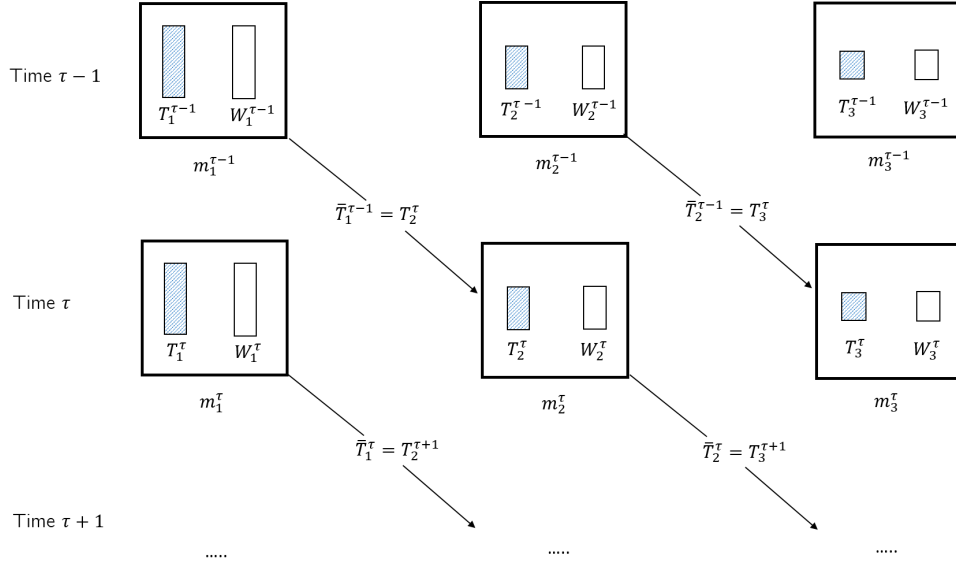 Time τ − 1
T₁^{τ−1} W₁^{τ−1} T₂^{τ−1} W₂^{τ−1} T₃^{τ−1} W₃^{τ−1}
m₁^{τ−1} m₂^{τ−1} m₃^{τ−1}
T̄₁^{τ−1} = T₂^τ T̄₂^{τ−1} = T₃^τ
Time τ
T₁^τ W₁^τ T₂^τ W₂^τ T₃^τ W₃^τ
m₁^τ m₂^τ m₃^τ
T̄₁^τ = T₂^{τ+1} T̄₂^τ = T₃^{τ+1}
Time τ + 1
..... ..... .....